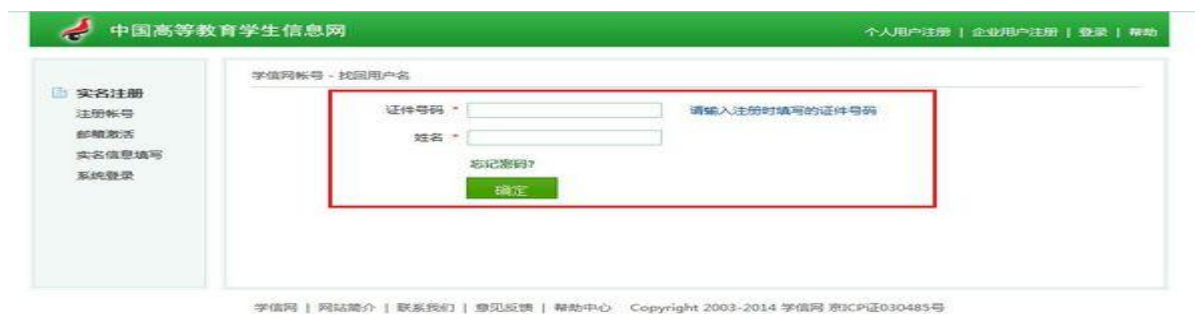 中国高等教育学生信息网
个人用户注册 | 企业用户注册 | 登录 | 帮助
学信网帐号 - 找回用户名
实名注册
注册帐号
邮箱激活
实名信息填写
系统登录
证件号码 * 请输入注册时填写的证件号码
姓名 *
忘记密码?
确定
学信网 | 网站简介 | 联系我们 | 意见反馈 | 帮助中心 Copyright 2003-2014 学信网 京ICP证030485号